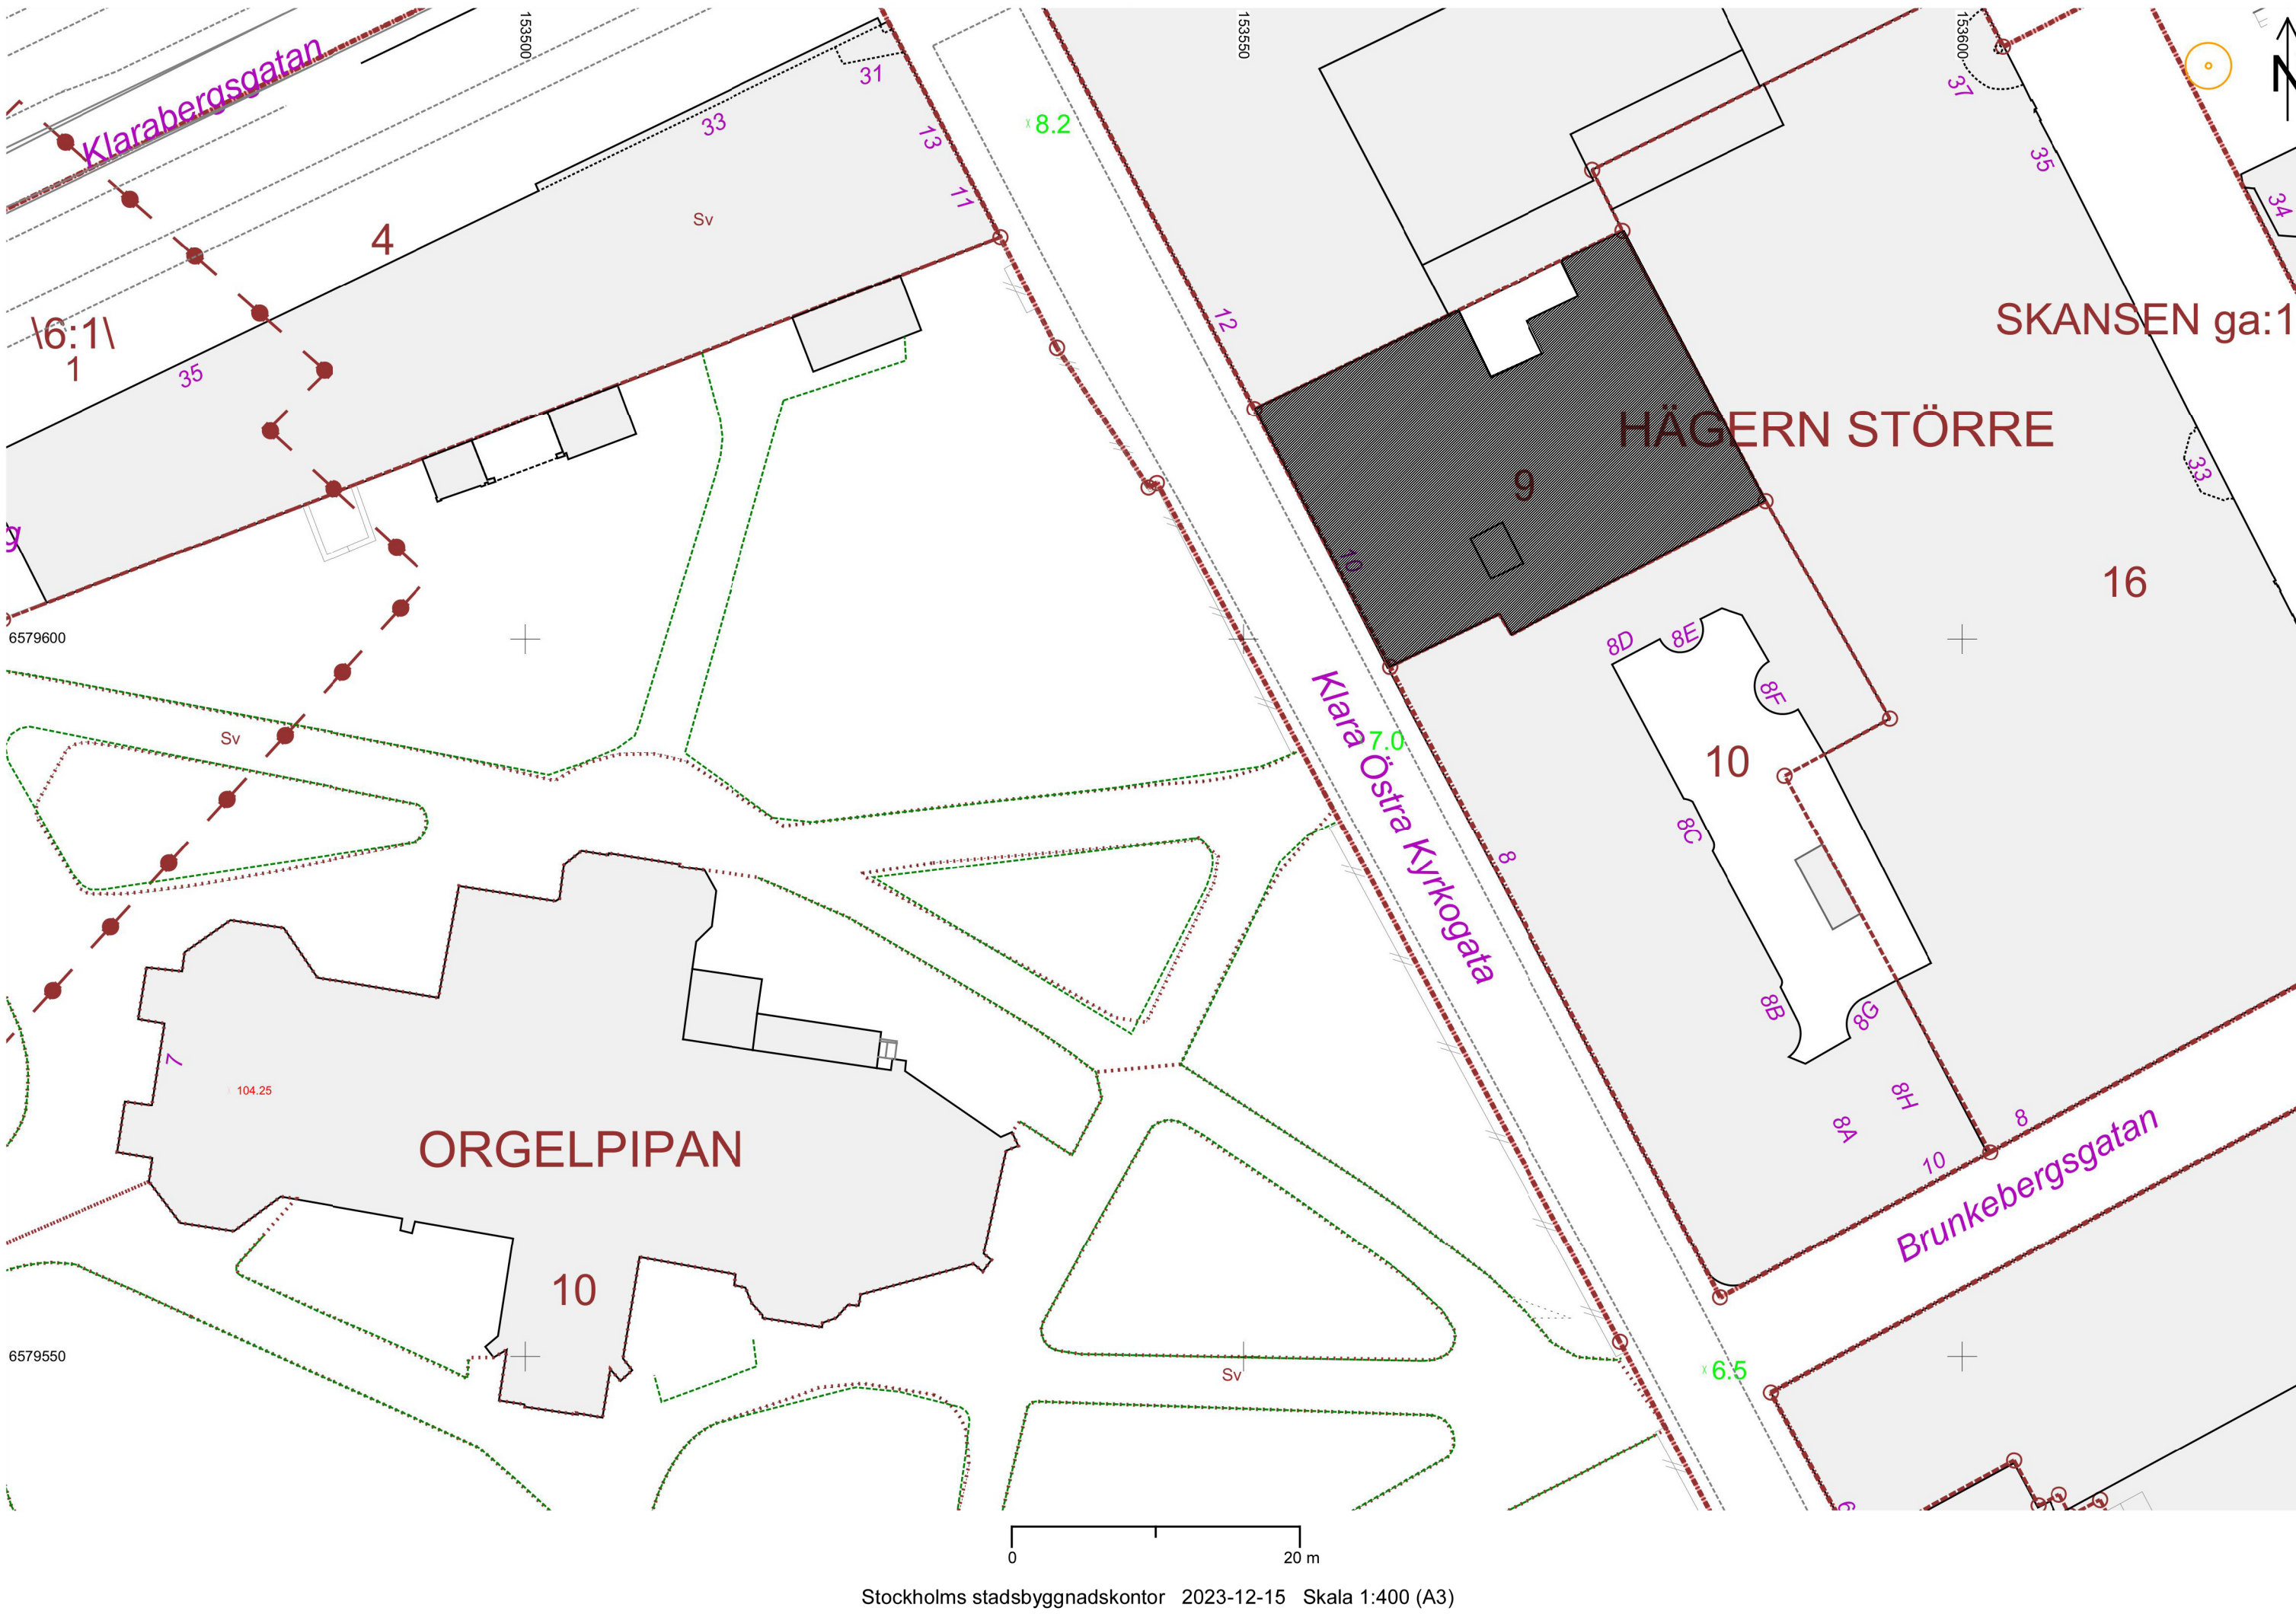 153500
153550
153600
N
Klarabergsgatan
31
33
13
11
8.2
37
35
34
Sv
4
12
\6:1\
1
35
SKANSEN ga:1
HÄGERN STÖRRE
9
33
g
10
16
6579600
8D
8E
8F
Sv
7.0
Klara Östra Kyrkogata
10
8C
8
8B
8G
7
104.25
8H
8A
8
ORGELPIPAN
10
Brunkebergsgatan
10
6579550
Sv
6.5
6
0
20 m
Stockholms stadsbyggnadskontor 2023-12-15 Skala 1:400 (A3)